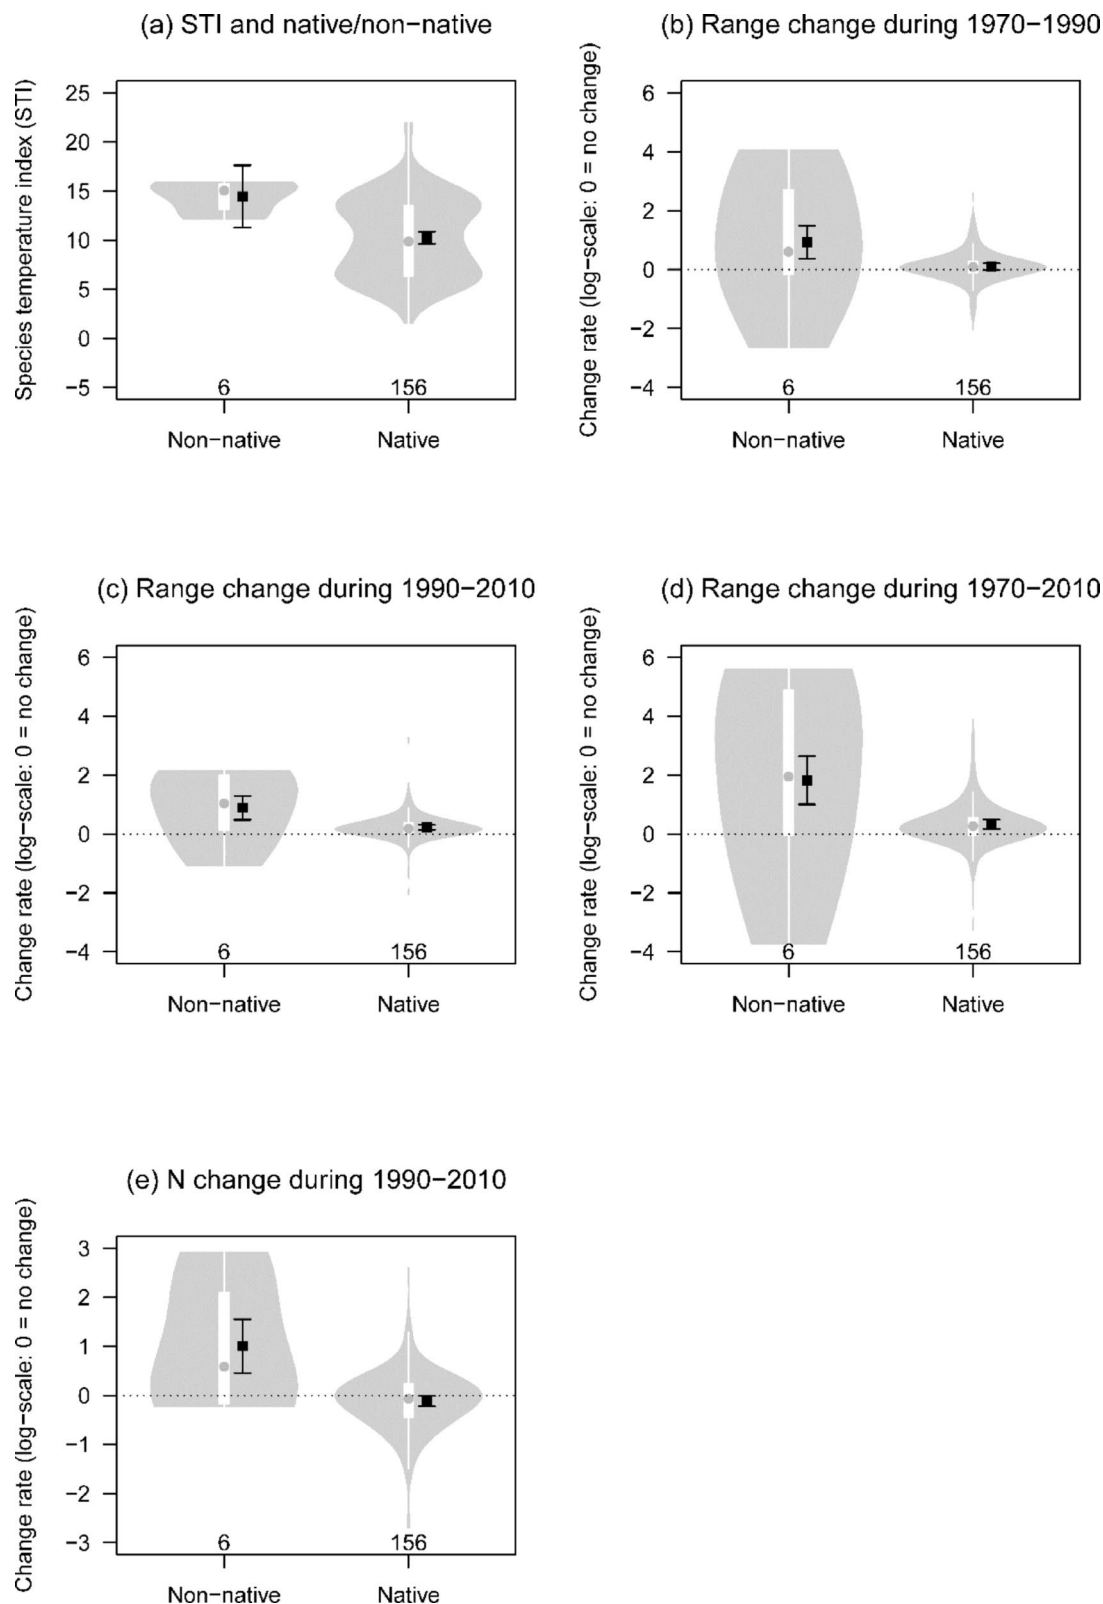 (a) STI and native/non−native
Species temperature index (STI)
25
20
15
10
5
0
−5
6
156
Non−native
Native
(b) Range change during 1970−1990
Change rate (log−scale: 0 = no change)
6
4
2
0
−2
−4
6
156
Non−native
Native
(c) Range change during 1990−2010
Change rate (log−scale: 0 = no change)
6
4
2
0
−2
−4
6
156
Non−native
Native
(d) Range change during 1970−2010
Change rate (log−scale: 0 = no change)
6
4
2
0
−2
−4
6
156
Non−native
Native
(e) N change during 1990−2010
Change rate (log−scale: 0 = no change)
3
2
1
0
−1
−2
−3
6
156
Non−native
Native